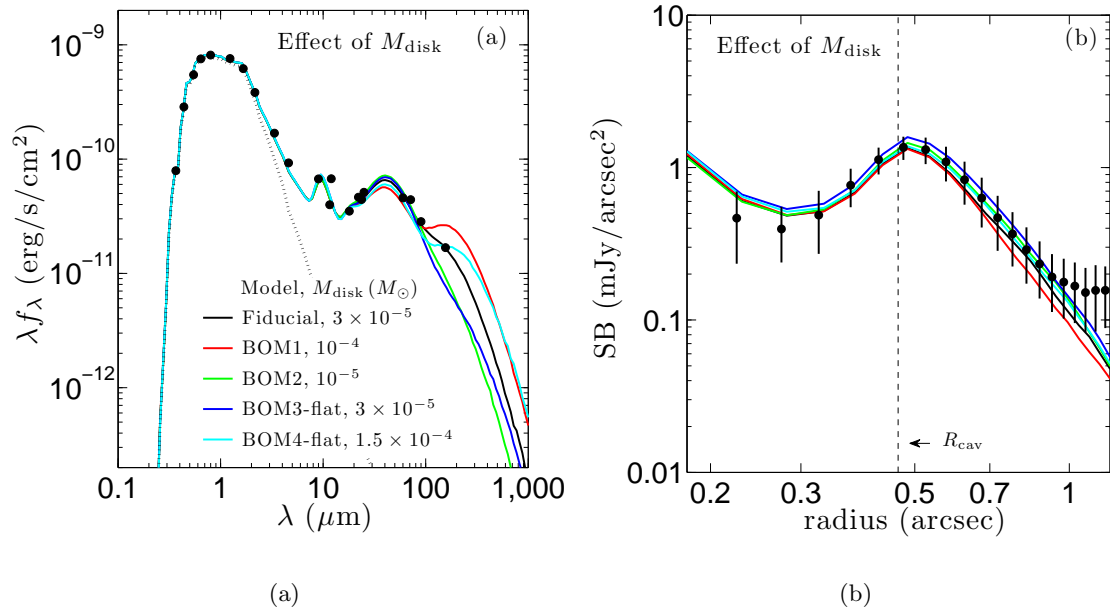 Effect of M_disk
(a)
10^−9
10^−10
10^−11
10^−12
λf_λ (erg/s/cm^2)
Model, M_disk (M_⊙)
Fiducial, 3 × 10^−5
BOM1, 10^−4
BOM2, 10^−5
BOM3-flat, 3 × 10^−5
BOM4-flat, 1.5 × 10^−4
0.1 1 10 100 1,000
λ (μm)
(a)
Effect of M_disk
(b)
10
1
0.1
0.01
SB (mJy/arcsec^2)
← R_cav
0.2 0.3 0.5 0.7 1
radius (arcsec)
(b)